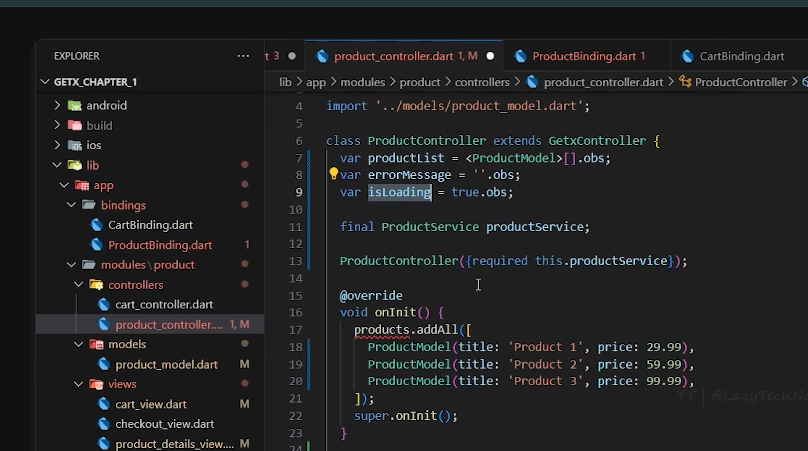 EXPLORER ···
GETX_CHAPTER_1
android
build
ios
lib
app
bindings
CartBinding.dart
ProductBinding.dart 1
modules\product
controllers
cart_controller.dart
product_controller.... 1, M
models
product_model.dart M
views
cart_view.dart M
checkout_view.dart
product_details_view.... M
rt 3 product_controller.dart 1, M ProductBinding.dart 1 CartBinding.dart
lib > app > modules > product > controllers > product_controller.dart > ProductController >
4 import '../models/product_model.dart';
5
6 class ProductController extends GetxController {
7 var productList = <ProductModel>[].obs;
8 var errorMessage = ''.obs;
9 var isLoading = true.obs;
10
11 final ProductService productService;
12
13 ProductController({required this.productService});
14
15 @override
16 void onInit() {
17 products.addAll([
18 ProductModel(title: 'Product 1', price: 29.99),
19 ProductModel(title: 'Product 2', price: 59.99),
20 ProductModel(title: 'Product 3', price: 99.99),
21 ]);
22 super.onInit();
23 }
24
YT | @LazyTechNo